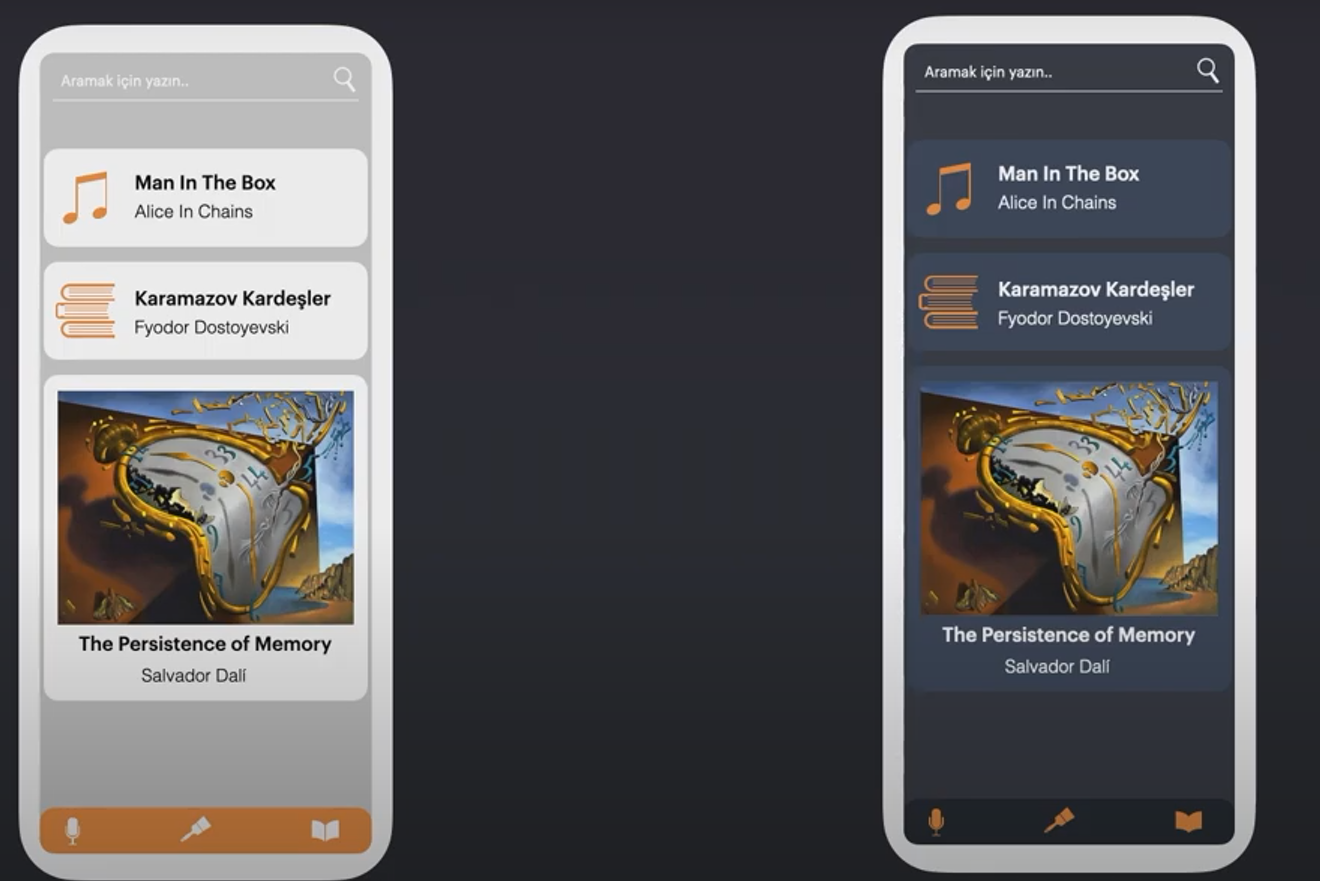 Aramak için yazın..
Man In The Box
Alice In Chains
Karamazov Kardeşler
Fyodor Dostoyevski
The Persistence of Memory
Salvador Dalí
Aramak için yazın..
Man In The Box
Alice In Chains
Karamazov Kardeşler
Fyodor Dostoyevski
The Persistence of Memory
Salvador Dalí